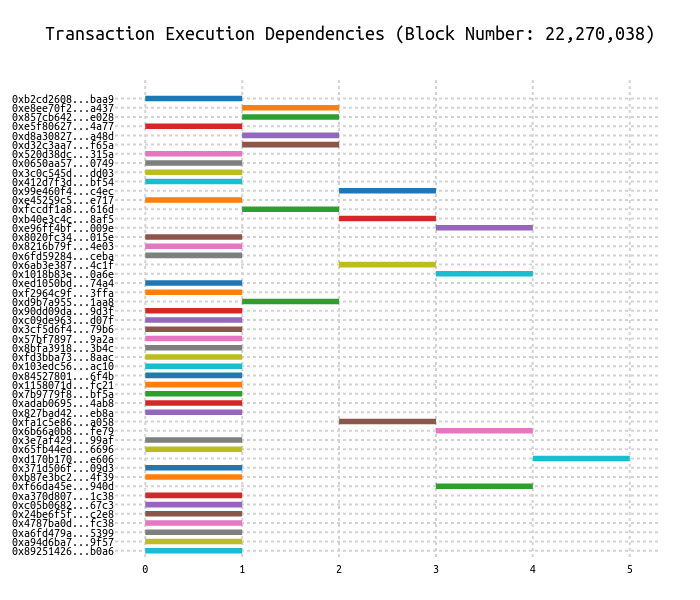 Transaction Execution Dependencies (Block Number: 22,270,038)
0xb2cd2608...baa9
0xe8ee70f2...a437
0x857cb642...e028
0xe5f80627...4a77
0xd8a30827...a48d
0xd32c3aa7...f65a
0x520d38dc...315a
0x0650aa57...0749
0x3c0c545d...dd03
0x412d7f3d...bf54
0x99e460f4...c4ec
0xe45259c5...e717
0xfccdf1a8...616d
0xb40e3c4c...8af5
0xe96ff4bf...009e
0x8020fc34...015e
0x8216b79f...4e03
0x6fd59284...ceba
0x6ab3e387...4c1f
0x1018b83e...0a6e
0xed1050bd...74a4
0xf2964c9f...3ffa
0xd9b7a955...1aa8
0x90dd09da...9d3f
0xc09de963...d07f
0x3cf5d6f4...79b6
0x57bf7897...9a2a
0x8bfa3918...3b4c
0xfd3bba73...8aac
0x103edc56...ac10
0x84527801...6f4b
0x1158071d...fc21
0x7b9779f8...bf5a
0xadab0695...4ab8
0x827bad42...eb8a
0xfa1c5e86...a058
0x6b66a0b8...fe79
0x3e7af429...99af
0x65fb44ed...6696
0xd170b170...e606
0x371d506f...09d3
0xb87e3bc2...4f39
0xf66da45e...940d
0xa370d807...1c38
0xc05b0682...67c3
0x24be6f5f...c2e8
0x4787ba0d...fc38
0xa6fd479a...5399
0xa94d6ba7...9f57
0x89251426...b0a6
0 1 2 3 4 5